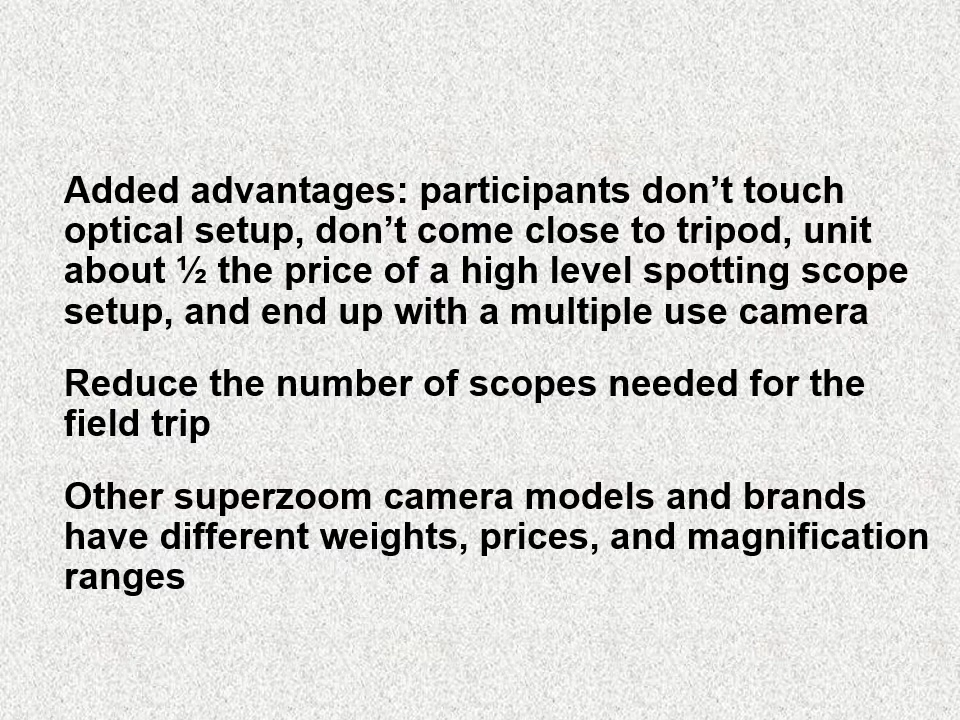 Added advantages: participants don’t touch
optical setup, don’t come close to tripod, unit
about ½ the price of a high level spotting scope
setup, and end up with a multiple use camera
Reduce the number of scopes needed for the
field trip
Other superzoom camera models and brands
have different weights, prices, and magnification
ranges